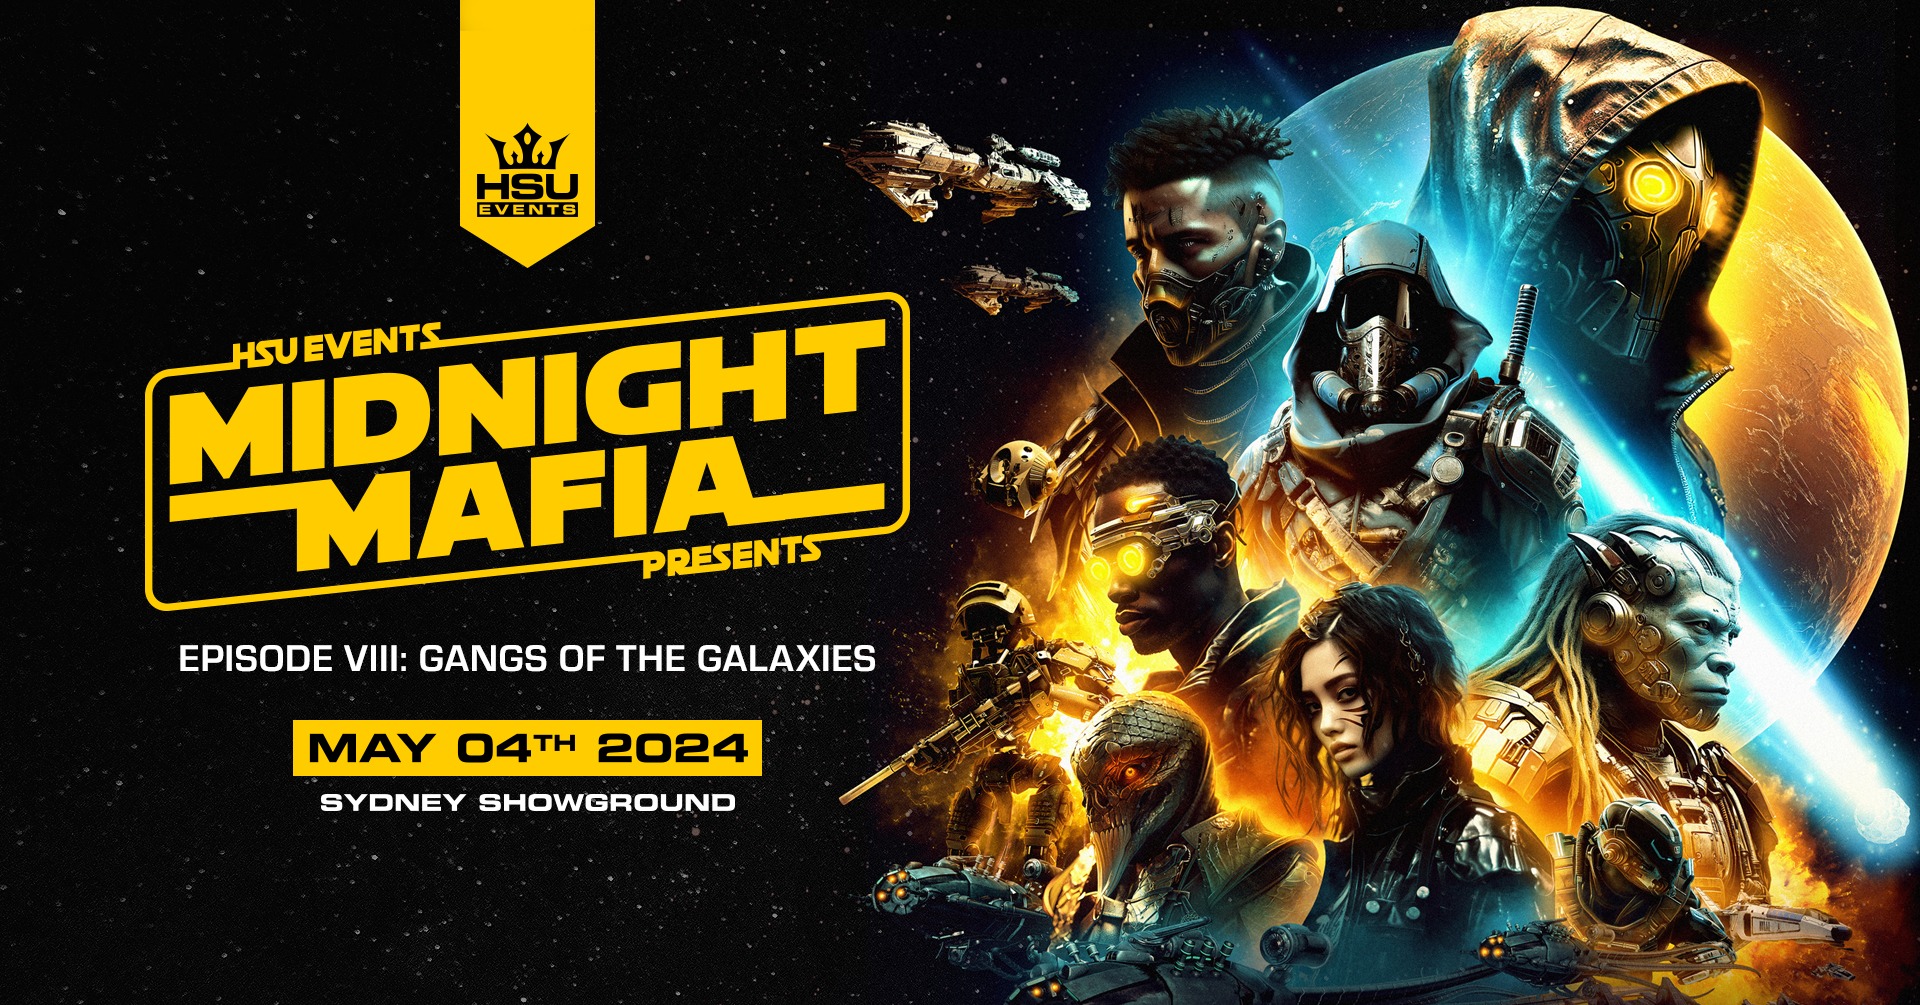 HSU
EVENTS
HSU EVENTS
MIDNIGHT
MAFIA
PRESENTS
EPISODE VIII: GANGS OF THE GALAXIES
MAY 04TH 2024
SYDNEY SHOWGROUND